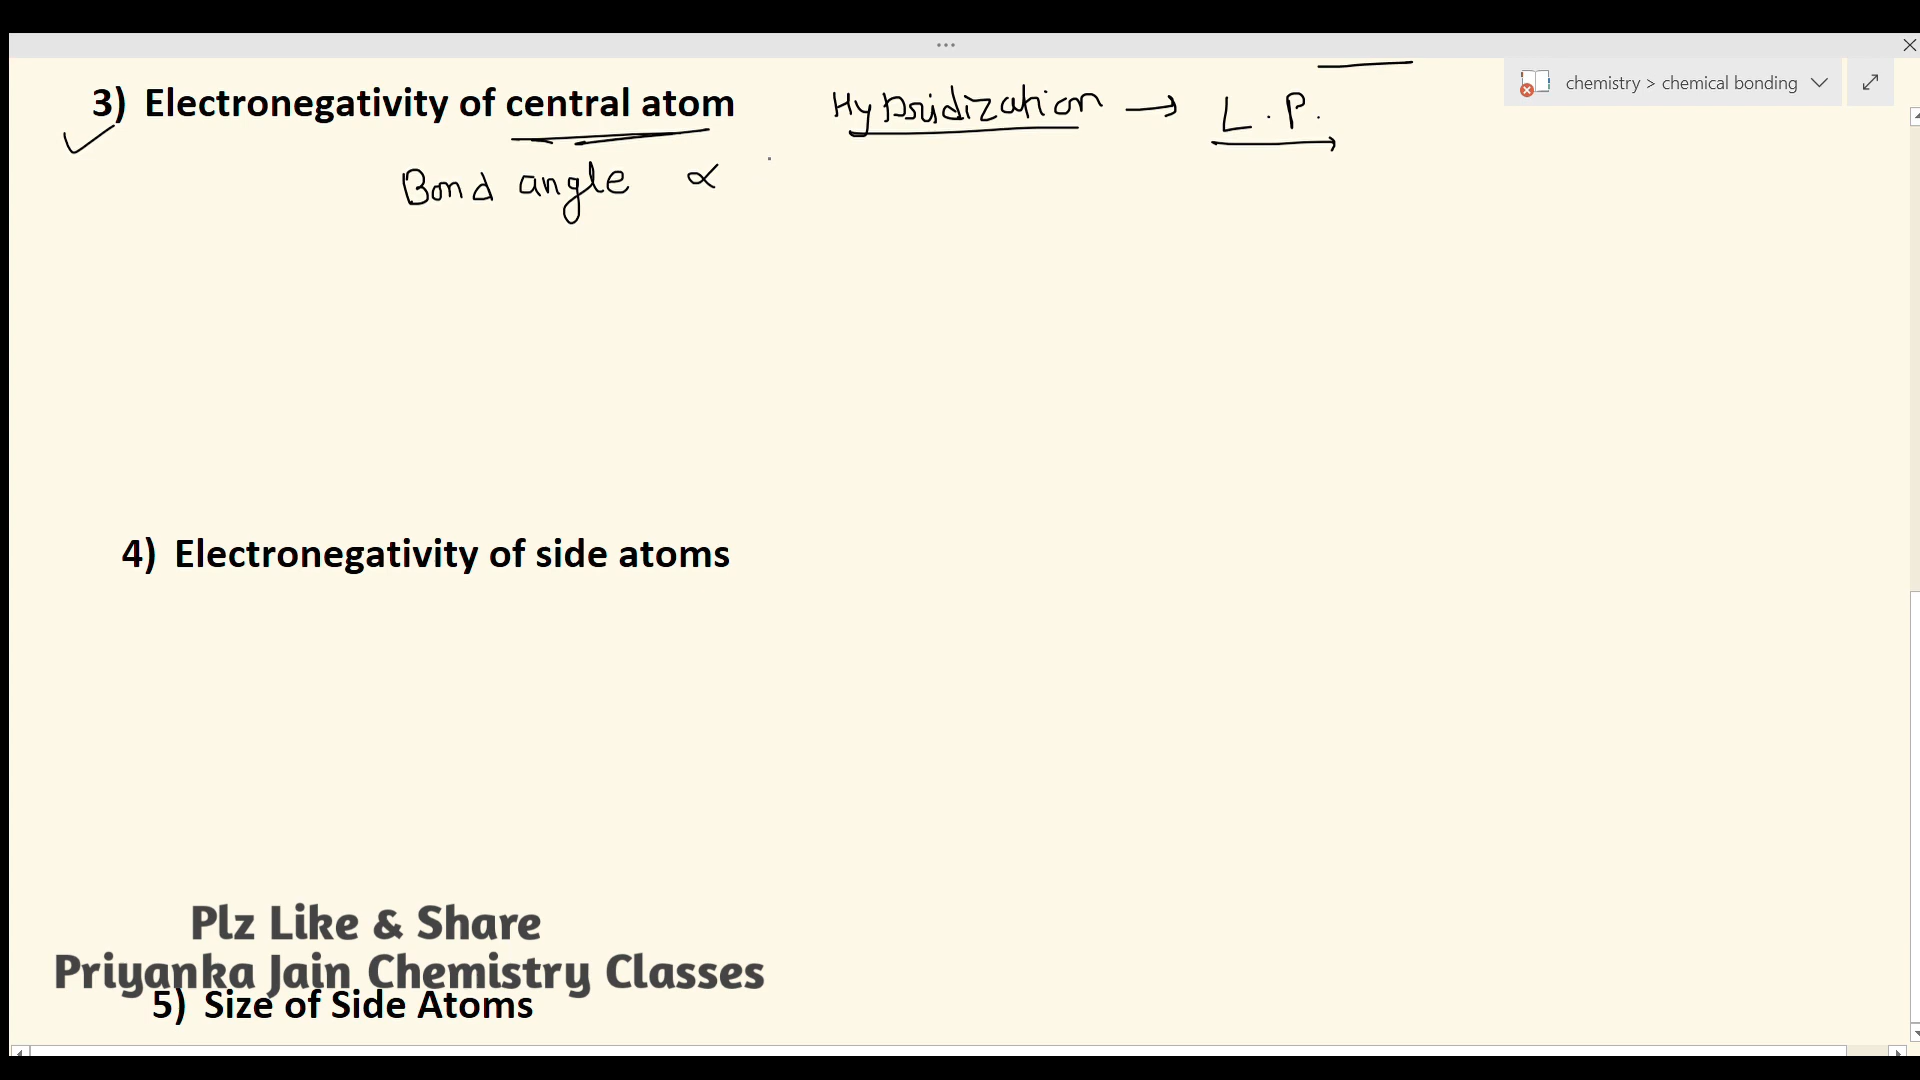 chemistry > chemical bonding
3) Electronegativity of central atom Hybridization → L.P.
Bond angle ∝
4) Electronegativity of side atoms
Plz Like & Share
Priyanka Jain Chemistry Classes
5) Size of Side Atoms